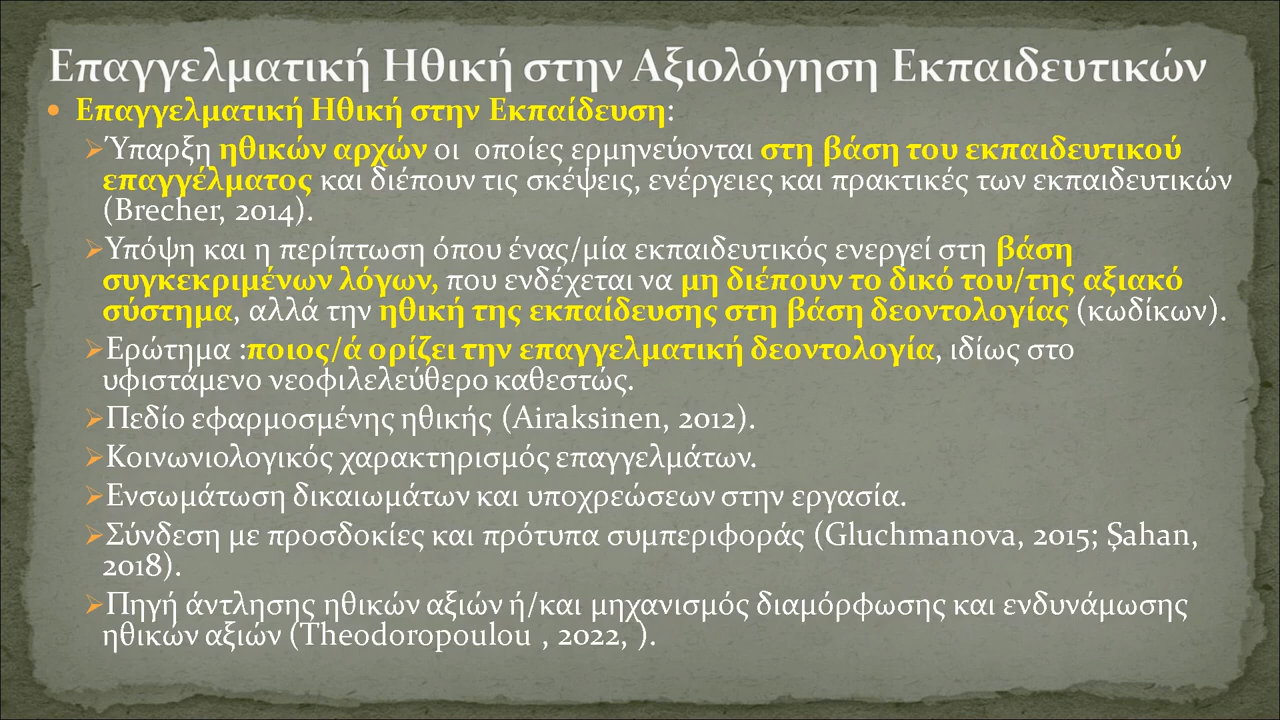 Επαγγελματική Ηθική στην Αξιολόγηση Εκπαιδευτικών
• Επαγγελματική Ηθική στην Εκπαίδευση:
➢Ύπαρξη ηθικών αρχών οι οποίες ερμηνεύονται στη βάση του εκπαιδευτικού
επαγγέλματος και διέπουν τις σκέψεις, ενέργειες και πρακτικές των εκπαιδευτικών
(Brecher, 2014).
➢Υπόψη και η περίπτωση όπου ένας/μία εκπαιδευτικός ενεργεί στη βάση
συγκεκριμένων λόγων, που ενδέχεται να μη διέπουν το δικό του/της αξιακό
σύστημα, αλλά την ηθική της εκπαίδευσης στη βάση δεοντολογίας (κωδίκων).
➢Ερώτημα :ποιος/ά ορίζει την επαγγελματική δεοντολογία, ιδίως στο
υφιστάμενο νεοφιλελεύθερο καθεστώς.
➢Πεδίο εφαρμοσμένης ηθικής (Airaksinen, 2012).
➢Κοινωνιολογικός χαρακτηρισμός επαγγελμάτων.
➢Ενσωμάτωση δικαιωμάτων και υποχρεώσεων στην εργασία.
➢Σύνδεση με προσδοκίες και πρότυπα συμπεριφοράς (Gluchmanova, 2015; Şahan,
2018).
➢Πηγή άντλησης ηθικών αξιών ή/και μηχανισμός διαμόρφωσης και ενδυνάμωσης
ηθικών αξιών (Theodoropoulou , 2022, ).